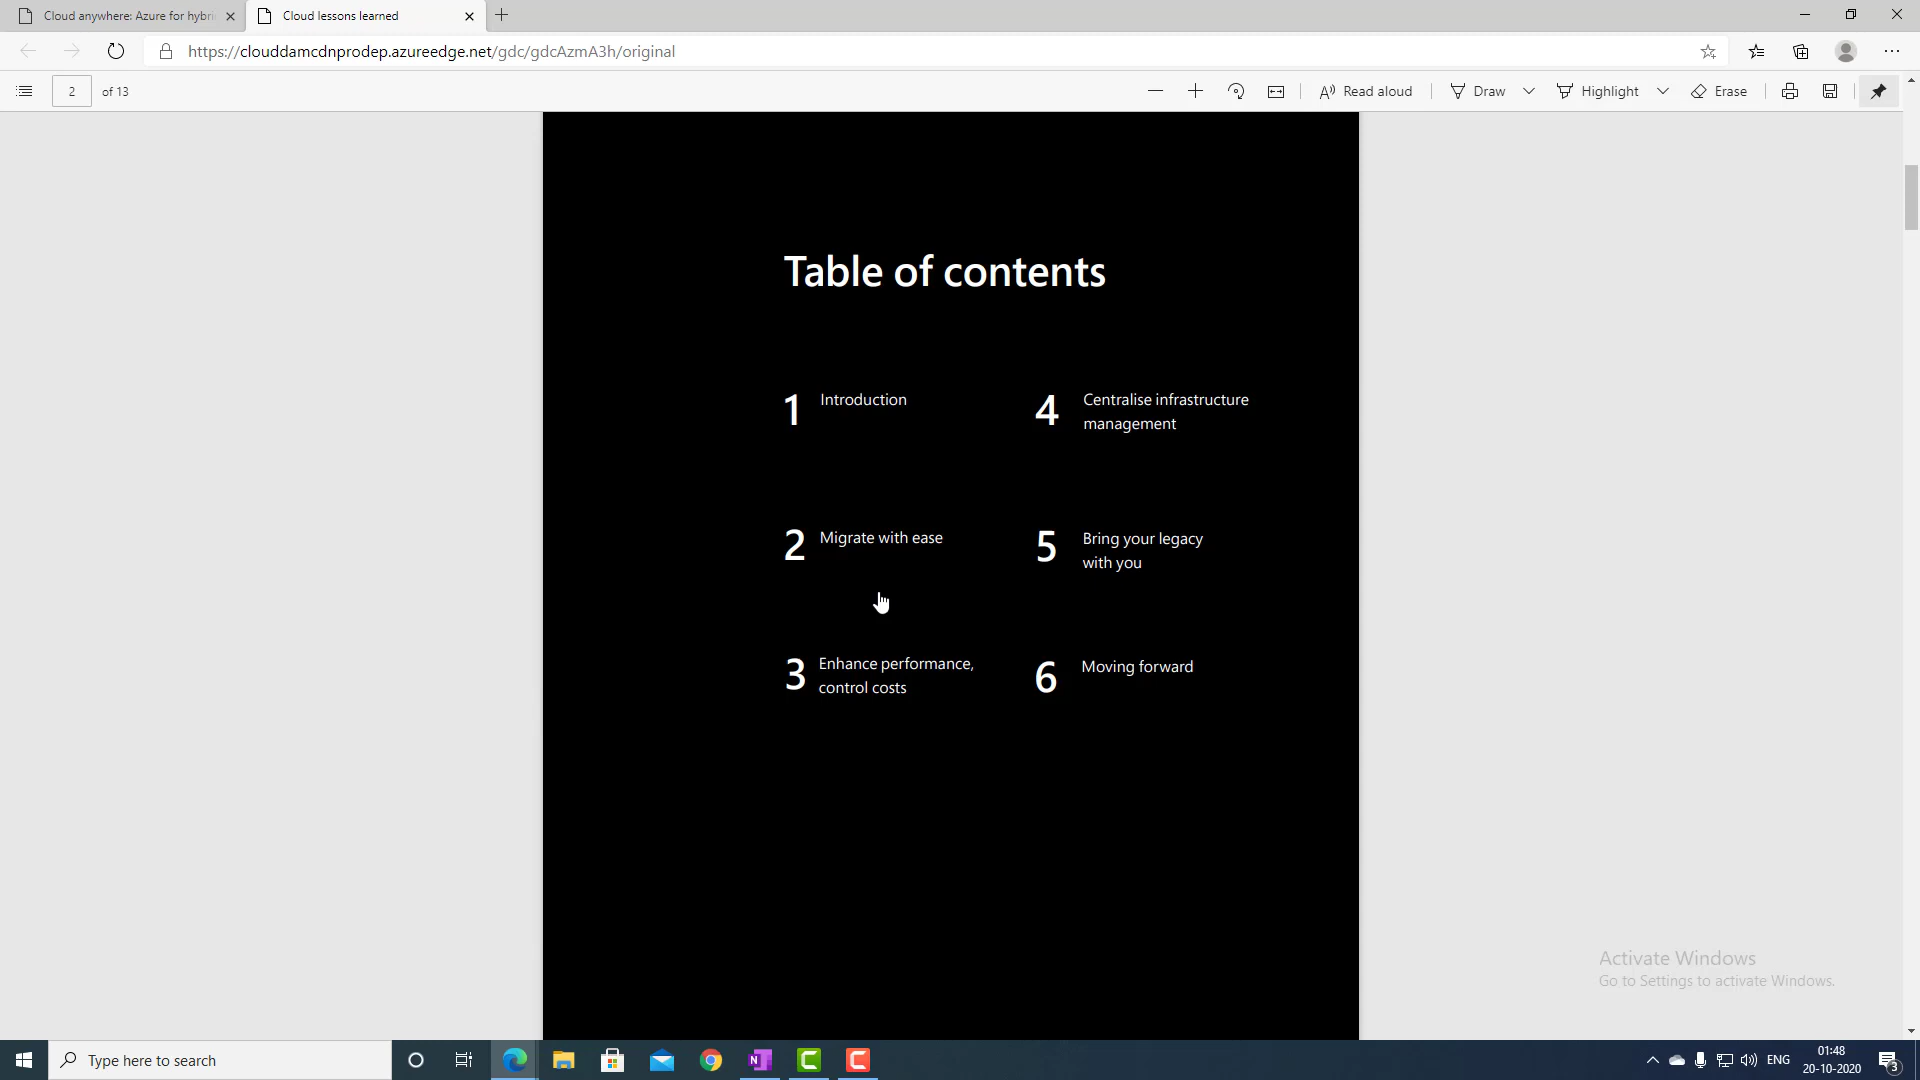 Cloud anywhere: Azure for hybri
Cloud lessons learned
https://clouddamcdnprodep.azureedge.net/gdc/gdcAzmA3h/original
2 of 13
Read aloud
Draw
Highlight
Erase
Table of contents
1 Introduction
2 Migrate with ease
3 Enhance performance,
control costs
4 Centralise infrastructure
management
5 Bring your legacy
with you
6 Moving forward
Activate Windows
Go to Settings to activate Windows.
Type here to search
ENG
01:48
20-10-2020
3